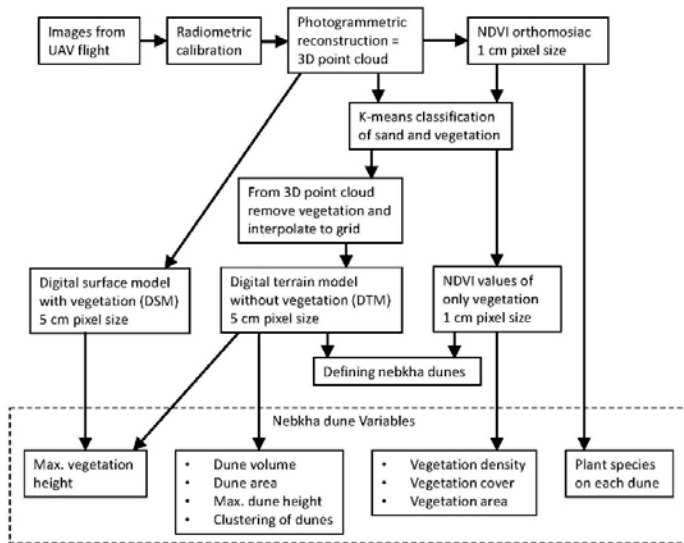 Images from
UAV flight
Radiometric
calibration
Photogrammetric
reconstruction =
3D point cloud
NDVI orthomosiac
1 cm pixel size
K-means classification
of sand and vegetation
From 3D point cloud
remove vegetation and
interpolate to grid
Digital surface model
with vegetation (DSM)
5 cm pixel size
Digital terrain model
without vegetation (DTM)
5 cm pixel size
NDVI values of
only vegetation
1 cm pixel size
Defining nebkha dunes
Nebkha dune Variables
Max. vegetation
height
• Dune volume
• Dune area
• Max. dune height
• Clustering of dunes
• Vegetation density
• Vegetation cover
• Vegetation area
Plant species
on each dune